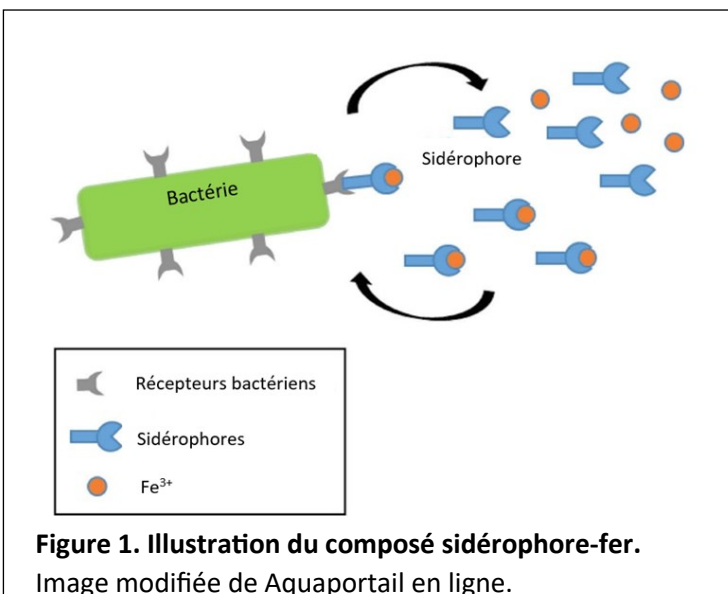 Sidérophore
Bactérie
Récepteurs bactériens
Sidérophores
Fe³⁺
Figure 1. Illustration du composé sidérophore-fer.
Image modifiée de Aquaportail en ligne.